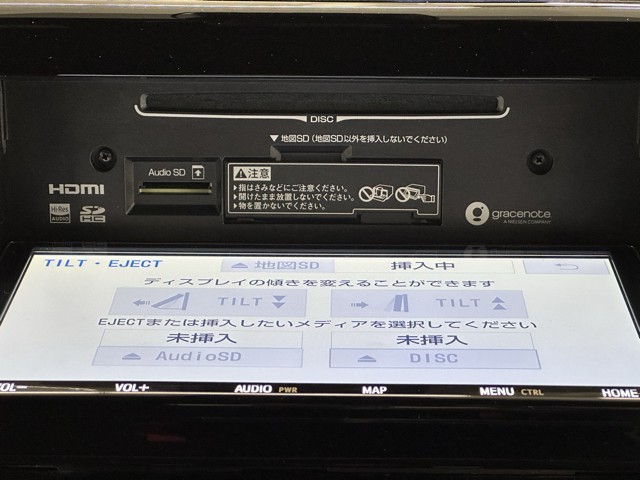 DISC
▼地図SD(地図SD以外を挿入しないでください)
Audio SD
注意
▶指はさみなどにご注意ください。
▶開けたまま放置しないでください。
▶物を置かないでください。
HDMI
Hi-Res AUDIO
SD HC
gracenote.
A NIELSEN COMPANY
TILT・EJECT
地図SD
挿入中
ディスプレイの傾きを変えることができます
TILT
TILT
EJECTまたは挿入したいメディアを選択してください
未挿入
未挿入
AudioSD
DISC
VOL−
VOL+
AUDIO PWR
MAP
MENU CTRL
HOME